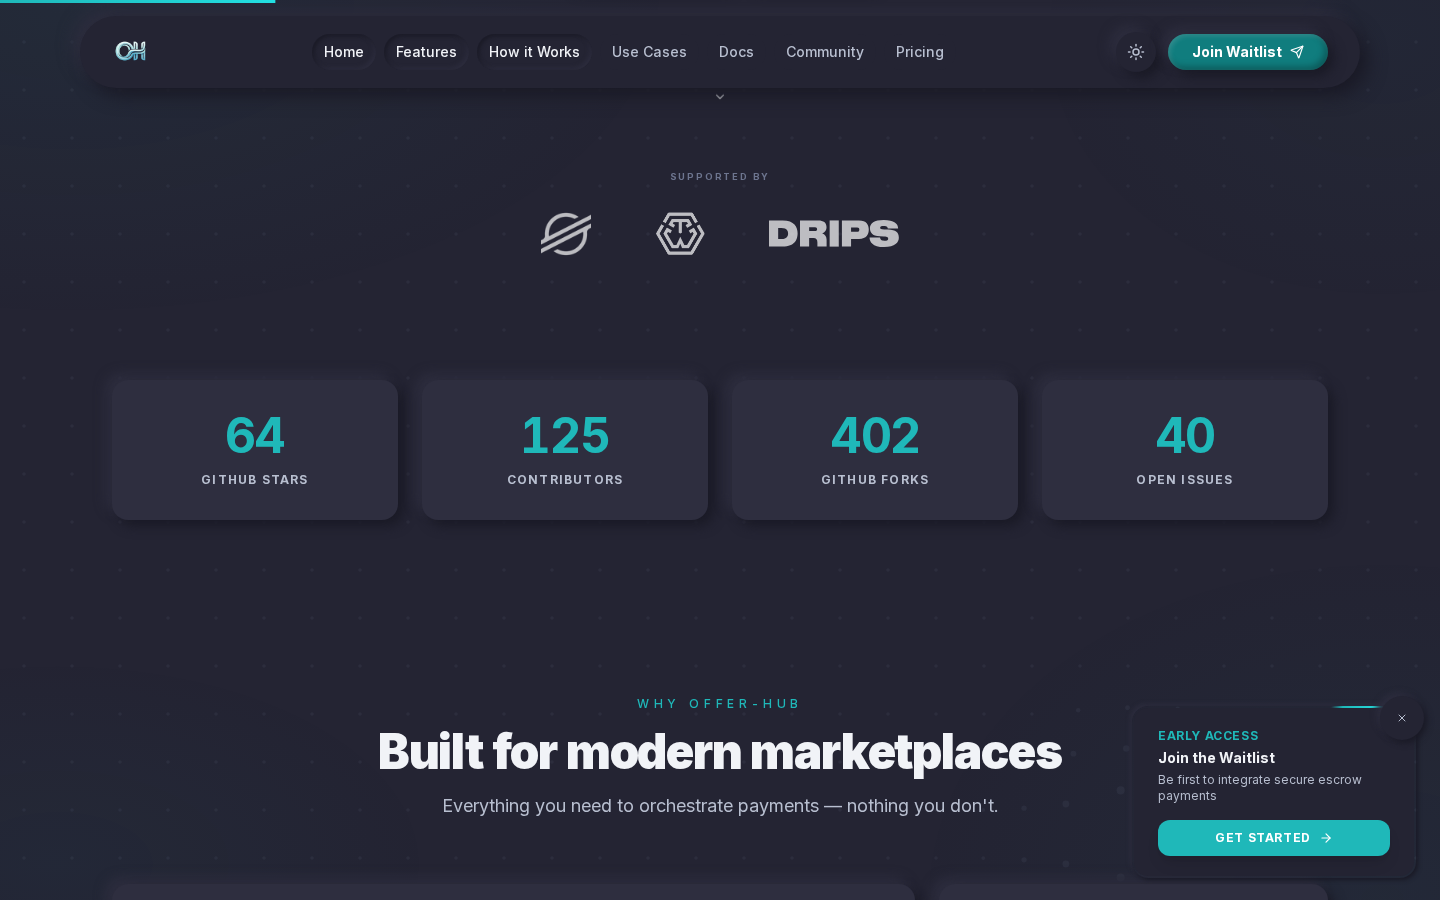 OH
Home Features How it Works Use Cases Docs Community Pricing
Join Waitlist
SUPPORTED BY
DRIPS
64
GITHUB STARS
125
CONTRIBUTORS
402
GITHUB FORKS
40
OPEN ISSUES
WHY OFFER-HUB
Built for modern marketplaces
Everything you need to orchestrate payments — nothing you don't.
EARLY ACCESS
Join the Waitlist
Be first to integrate secure escrow
payments
GET STARTED